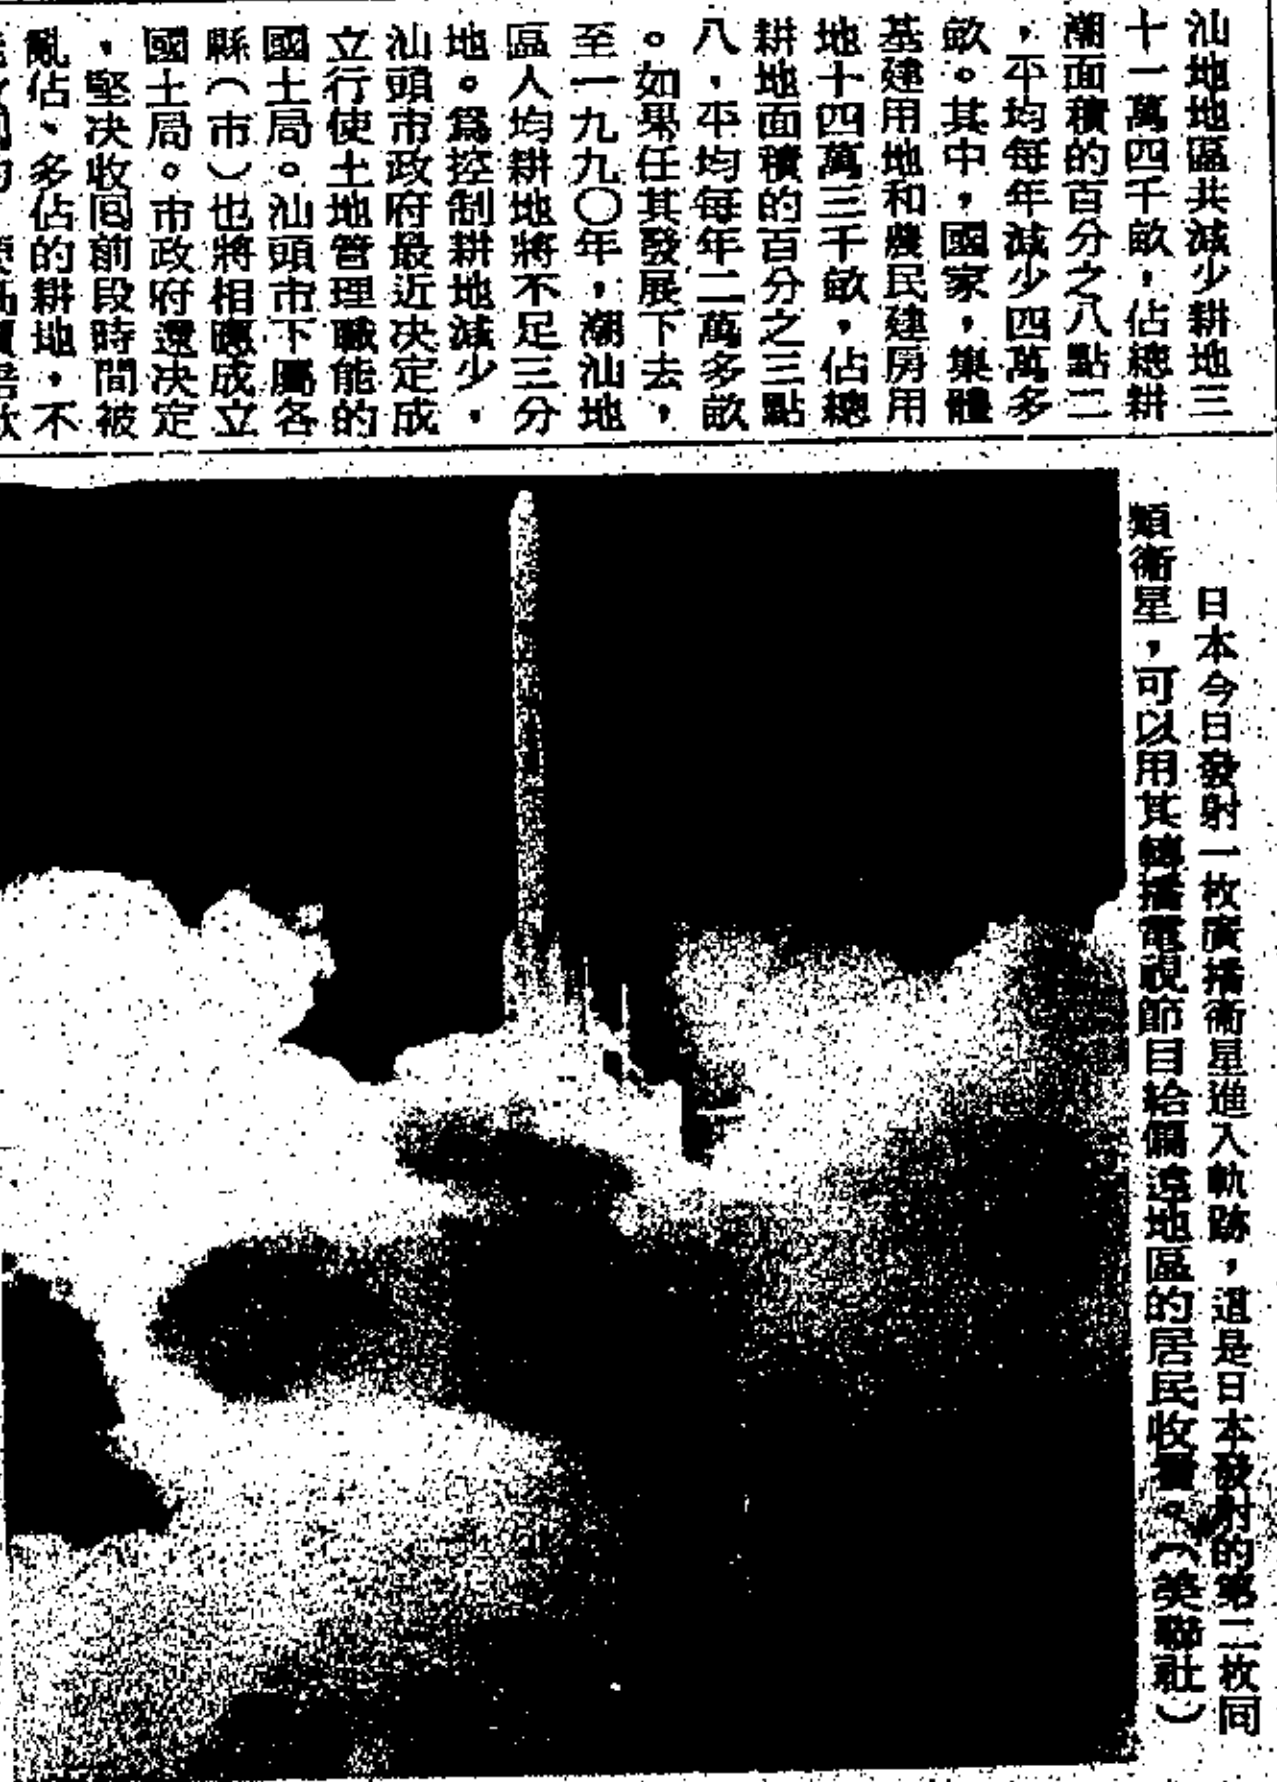 汕地地區共減少耕地三
十一萬四千畝，佔總耕
潮面積的百分之八點二
，平均每年減少四萬多
畝。其中，國家，集體
基建用地和農民建房用
地十四萬三千畝，佔總
耕地面積的百分之三點
八，平均每年二萬多畝
。如果任其發展下去，
至一九九〇年，潮汕地
區人均耕地將不足三分
地。爲控制耕地減少，
汕頭市政府最近决定成
立行使土地管理職能的
國土局。汕頭市下屬各
縣（市）也將相應成立
國土局。市政府還决定
，堅决收囘前段時間被
亂佔、多佔的耕地，不
日本今日發射一枚廣播衞星進入軌跡，這是日本發射的第二枚同
類衞星，可以用其轉播電視節目給偏遠地區的居民收看。（美聯社）